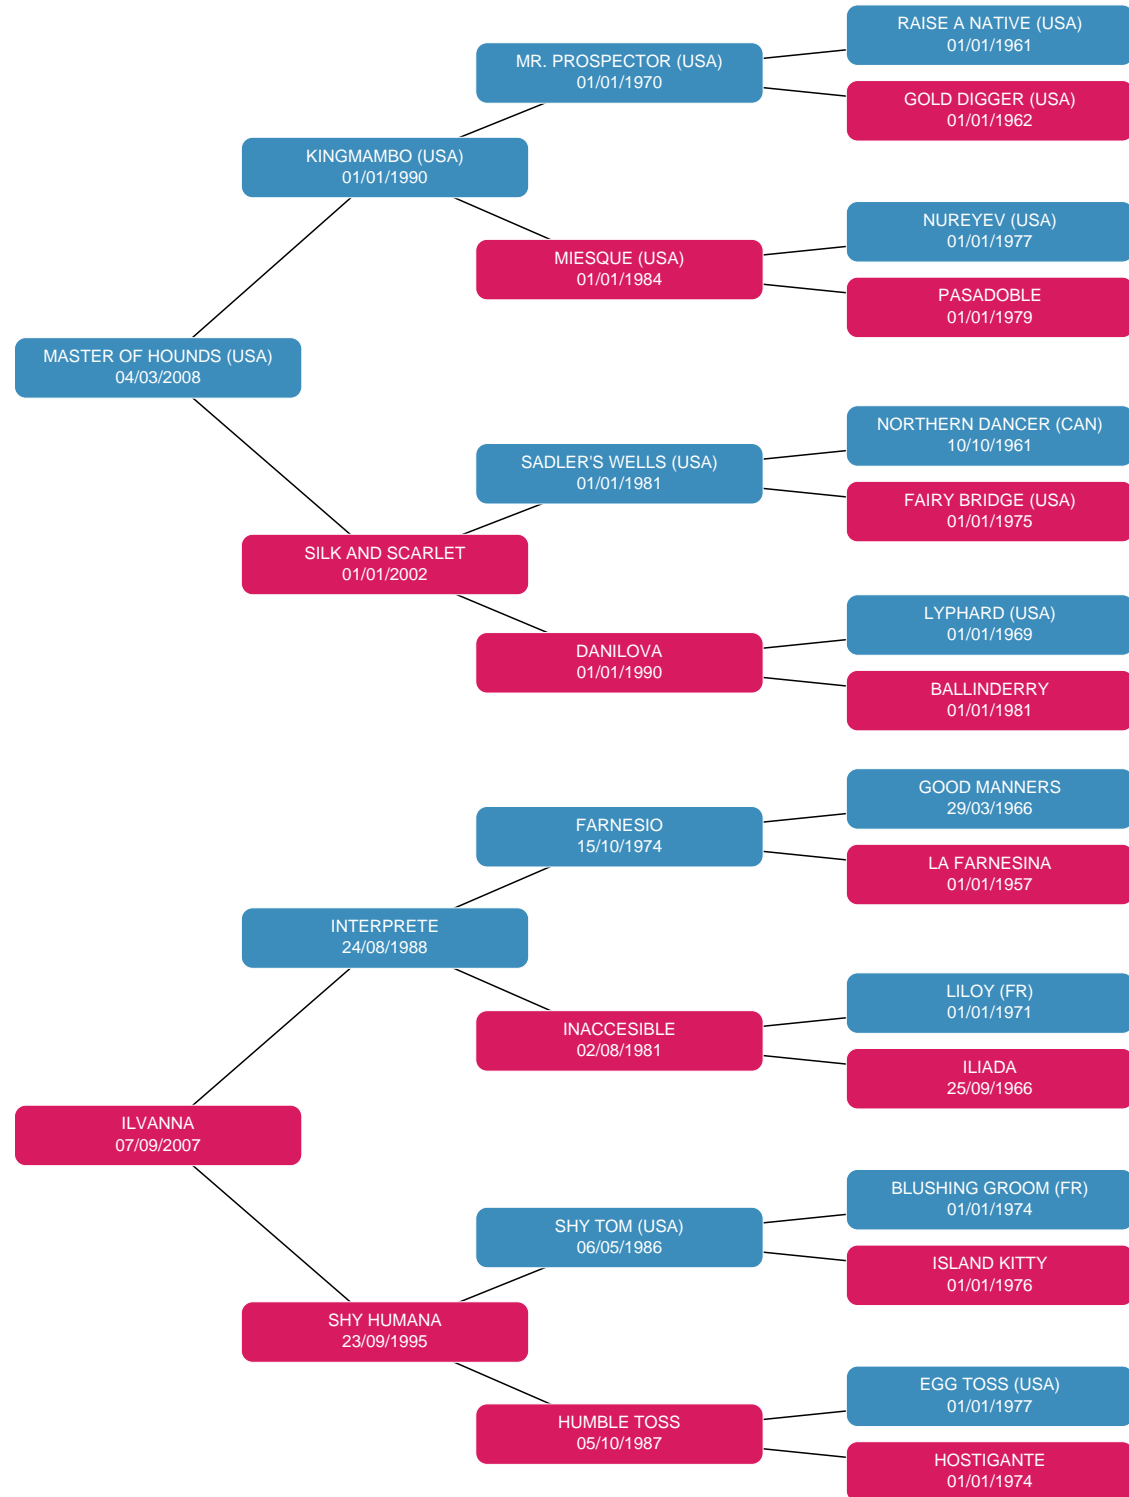 RAISE A NATIVE (USA)
01/01/1961
MR. PROSPECTOR (USA)
01/01/1970
GOLD DIGGER (USA)
01/01/1962
KINGMAMBO (USA)
01/01/1990
NUREYEV (USA)
01/01/1977
MIESQUE (USA)
01/01/1984
PASADOBLE
01/01/1979
MASTER OF HOUNDS (USA)
04/03/2008
NORTHERN DANCER (CAN)
10/10/1961
SADLER'S WELLS (USA)
01/01/1981
FAIRY BRIDGE (USA)
01/01/1975
SILK AND SCARLET
01/01/2002
LYPHARD (USA)
01/01/1969
DANILOVA
01/01/1990
BALLINDERRY
01/01/1981
GOOD MANNERS
29/03/1966
FARNESIO
15/10/1974
LA FARNESINA
01/01/1957
INTERPRETE
24/08/1988
LILOY (FR)
01/01/1971
INACCESIBLE
02/08/1981
ILIADA
25/09/1966
ILVANNA
07/09/2007
BLUSHING GROOM (FR)
01/01/1974
SHY TOM (USA)
06/05/1986
ISLAND KITTY
01/01/1976
SHY HUMANA
23/09/1995
EGG TOSS (USA)
01/01/1977
HUMBLE TOSS
05/10/1987
HOSTIGANTE
01/01/1974